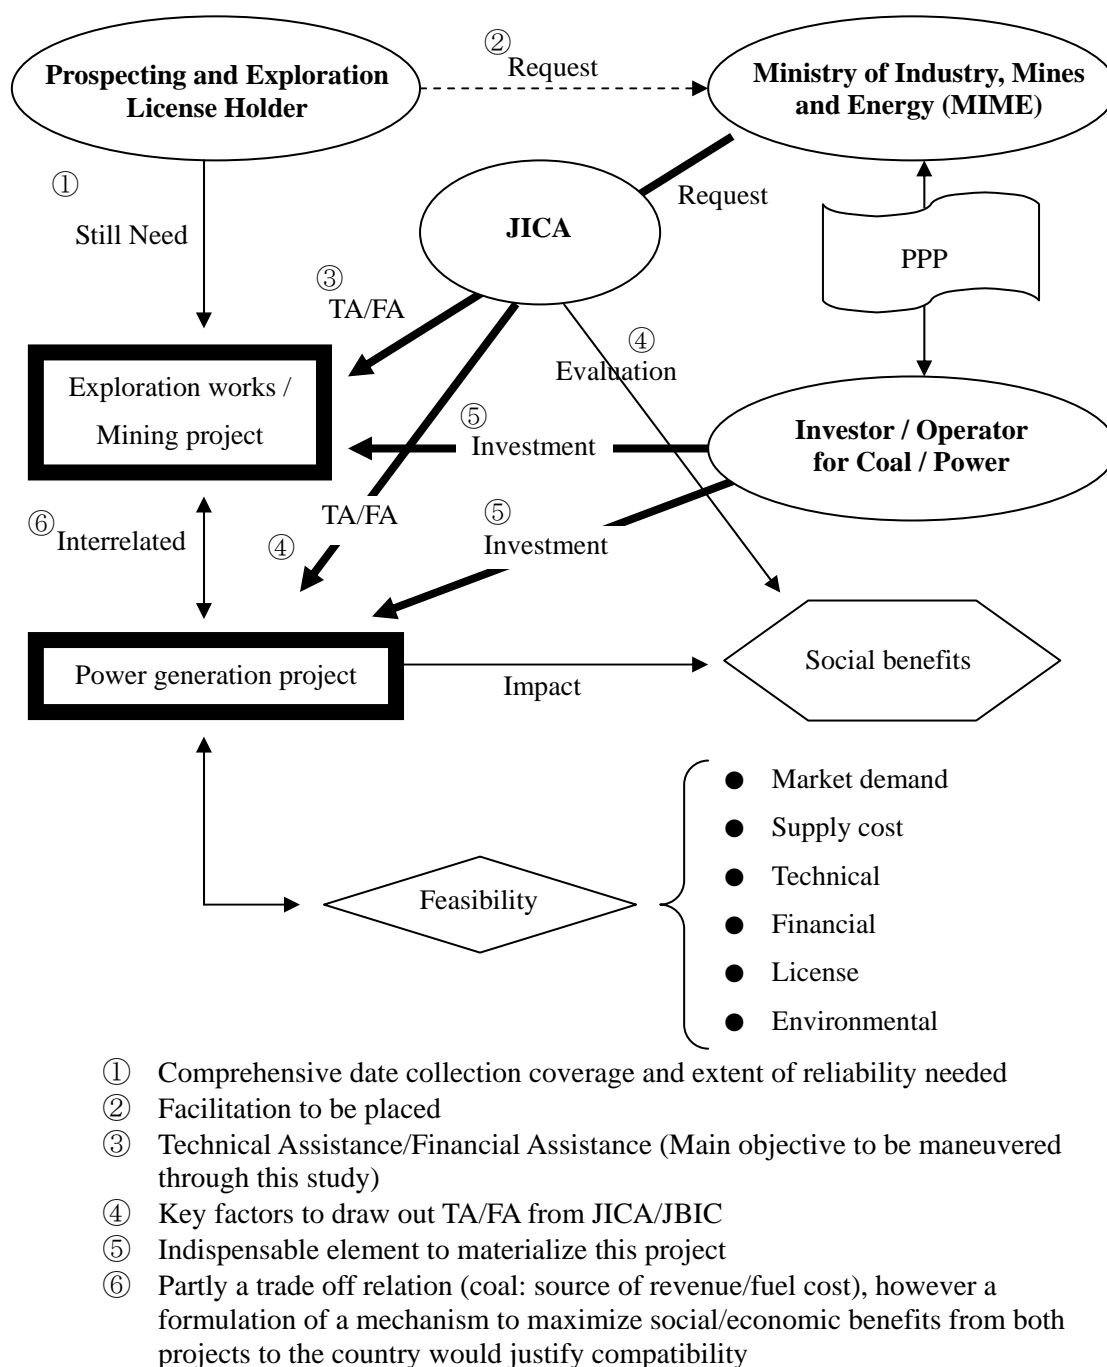 Prospecting and Exploration
License Holder
②
Request
Ministry of Industry, Mines
and Energy (MIME)
①
Still Need
JICA
Request
PPP
③
TA/FA
④
Evaluation
Exploration works /
Mining project
⑤
Investment
Investor / Operator
for Coal / Power
⑥
Interrelated
④
TA/FA
⑤
Investment
Power generation project
Impact
Social benefits
Feasibility
● Market demand
● Supply cost
● Technical
● Financial
● License
● Environmental
① Comprehensive date collection coverage and extent of reliability needed
② Facilitation to be placed
③ Technical Assistance/Financial Assistance (Main objective to be maneuvered
through this study)
④ Key factors to draw out TA/FA from JICA/JBIC
⑤ Indispensable element to materialize this project
⑥ Partly a trade off relation (coal: source of revenue/fuel cost), however a
formulation of a mechanism to maximize social/economic benefits from both
projects to the country would justify compatibility